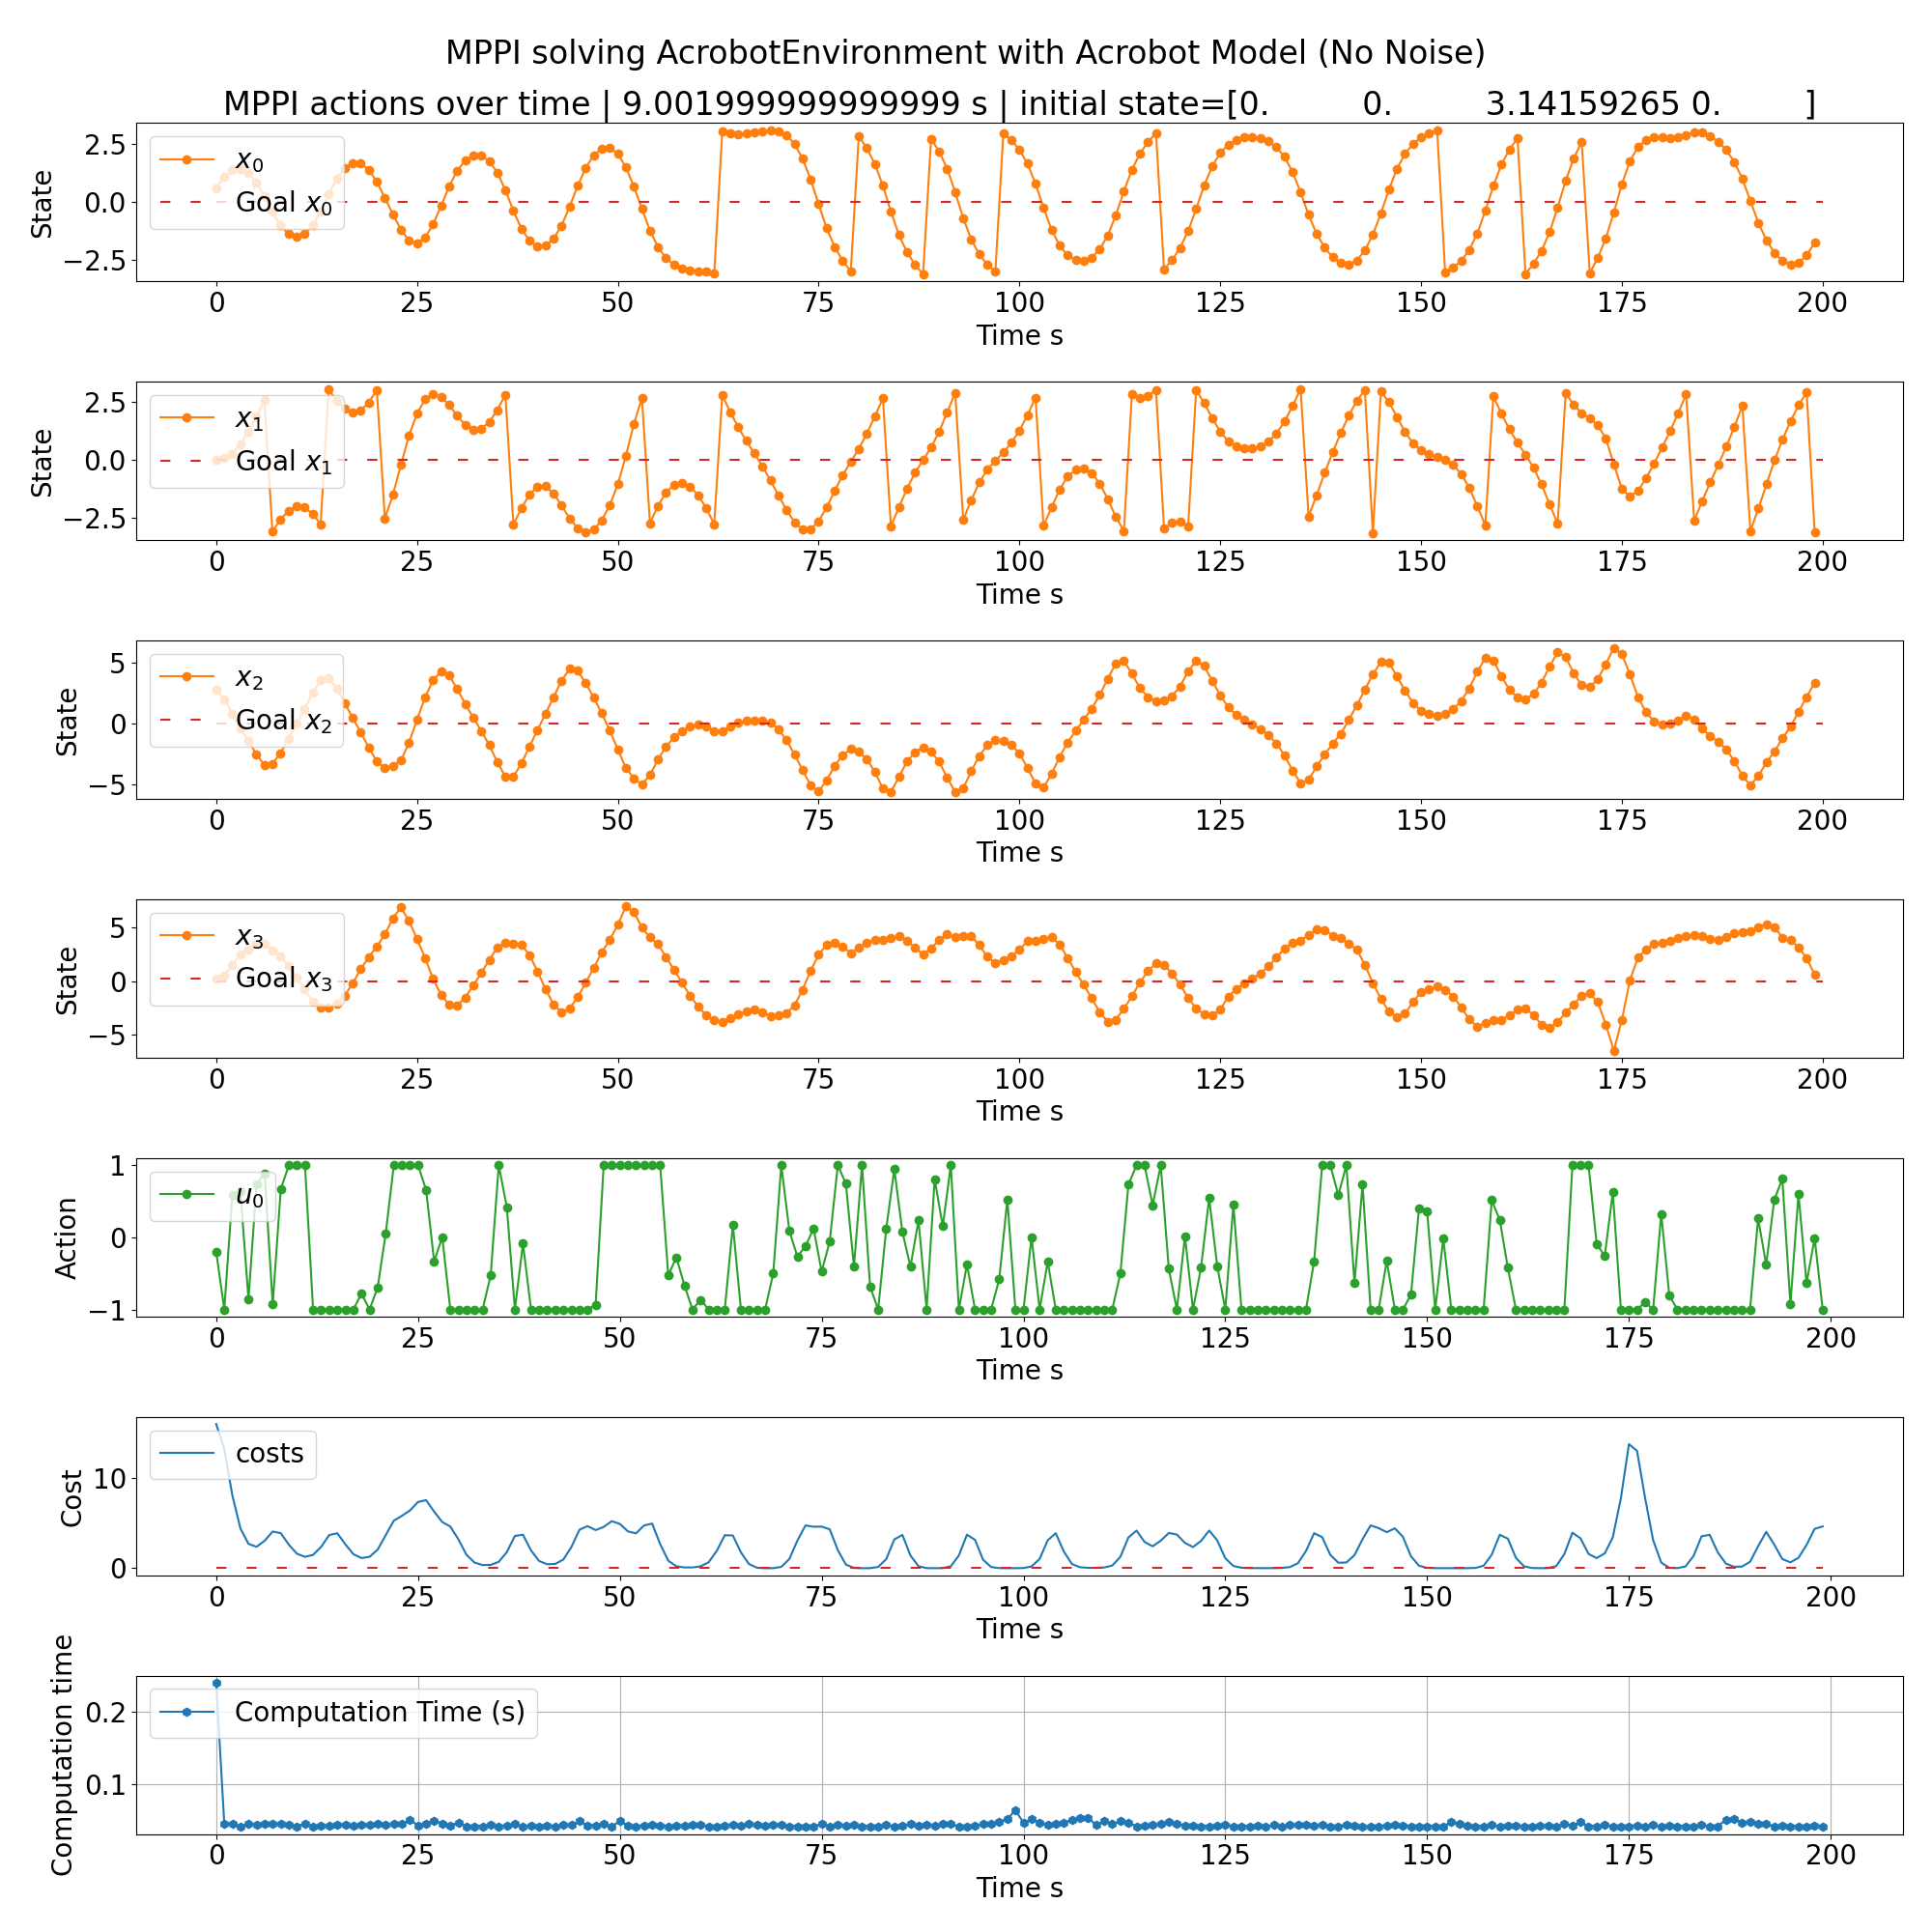 MPPI solving AcrobotEnvironment with Acrobot Model (No Noise)
MPPI actions over time | 9.001999999999999 s | initial state=[0. 0. 3.14159265 0. ]
State
2.5
0.0
−2.5
x0
Goal x0
0 25 50 75 100 125 150 175 200
Time s
State
2.5
0.0
−2.5
x1
Goal x1
0 25 50 75 100 125 150 175 200
Time s
State
5
0
−5
x2
Goal x2
0 25 50 75 100 125 150 175 200
Time s
State
5
0
−5
x3
Goal x3
0 25 50 75 100 125 150 175 200
Time s
Action
1
0
−1
u0
0 25 50 75 100 125 150 175 200
Time s
Cost
10
0
costs
0 25 50 75 100 125 150 175 200
Time s
Computation time
0.2
0.1
Computation Time (s)
0 25 50 75 100 125 150 175 200
Time s